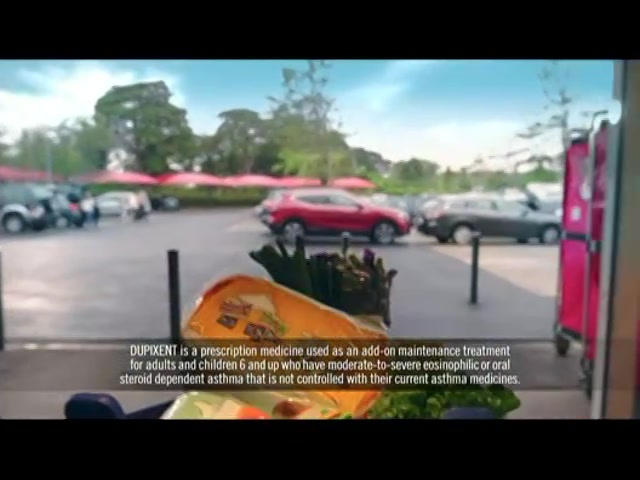 DUPIXENT is a prescription medicine used as an add-on maintenance treatment
for adults and children 6 and up who have moderate-to-severe eosinophilic or oral
steroid dependent asthma that is not controlled with their current asthma medicines.